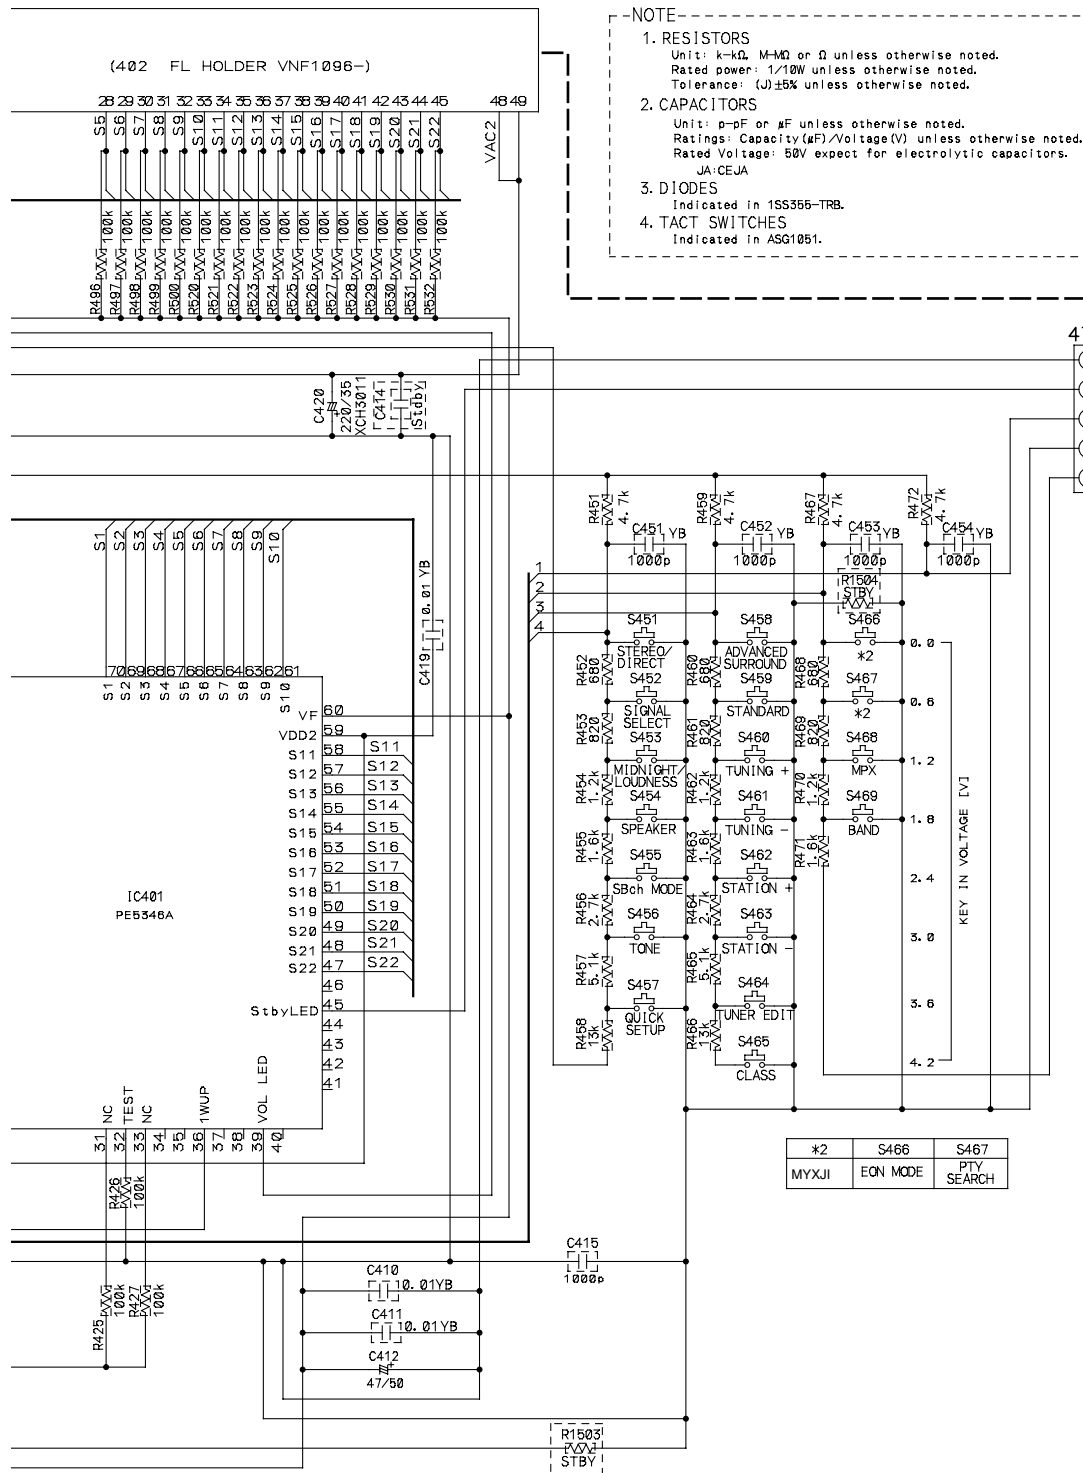 (402 FL HOLDER VNF1096-)
28 29 30 31 32 33 34 35 36 37 38 39 40 41 42 43 44 45 48 49
S5 S6 S7 S8 S9 S10 S11 S12 S13 S14 S15 S16 S17 S18 S19 S20 S21 S22 VAC2
100k 100k 100k 100k 100k 100k 100k 100k 100k 100k 100k 100k 100k 100k 100k 100k 100k 100k
R496 R497 R498 R499 R500 R520 R521 R522 R523 R524 R525 R526 R527 R528 R529 R530 R531 R532
NOTE
1. RESISTORS
Unit: k-kΩ, M-MΩ or Ω unless otherwise noted.
Rated power: 1/10W unless otherwise noted.
Tolerance: (J)±5% unless otherwise noted.
2. CAPACITORS
Unit: p-pF or µF unless otherwise noted.
Ratings: Capacity(µF)/Voltage(V) unless otherwise noted.
Rated Voltage: 50V expect for electrolytic capacitors.
JA:CEJA
3. DIODES
Indicated in 1SS355-TRB.
4. TACT SWITCHES
Indicated in ASG1051.
C420
220/35
XCH3011
C414
Stdby
C419
0.01 YB
R451 4.7k
R459 4.7k
R467 4.7k
R472 4.7k
C451 YB
1000p
C452 YB
1000p
C453 YB
1000p
C454 YB
1000p
R1504
STBY
1
2
3
4
S451
STEREO/
DIRECT
R452 680
S452
SIGNAL
SELECT
R453 820
S453
MIDNIGHT/
LOUDNESS
R454 1.2k
S454
SPEAKER
R455 1.6k
S455
SBch MODE
R456 2.7k
S456
TONE
R457 5.1k
S457
QUICK
SETUP
R458 13k
S458
ADVANCED
SURROUND
R460 680
S459
STANDARD
R461 820
S460
TUNING +
R462 1.2k
S461
TUNING -
R463 1.6k
S462
STATION +
R464 2.7k
S463
STATION -
R465 5.1k
S464
TUNER EDIT
R466 13k
S465
CLASS
S466
*2
R468 680
S467
*2
R469 820
S468
MPX
R470 1.2k
S469
BAND
R471 1.6k
0.0
0.6
1.2
1.8
2.4
3.0
3.6
4.2
KEY IN VOLTAGE [V]
S1 S2 S3 S4 S5 S6 S7 S8 S9 S10
70 69 68 67 66 65 64 63 62 61
S1 S2 S3 S4 S5 S6 S7 S8 S9 S10
VF 60
VDD2 59
S11 58 S11
S12 57 S12
S13 56 S13
S14 55 S14
S15 54 S15
S16 53 S16
S17 52 S17
S18 51 S18
S19 50 S19
S20 49 S20
S21 48 S21
S22 47 S22
46
StbyLED 45
44
43
42
41
IC401
PE5346A
NC TEST NC 1WUP VOL LED
31 32 33 34 35 36 37 38 39 40
R426 100k
R425 100k
R427 100k
*2 S466 S467
MYXJI EON MODE PTY SEARCH
C415
1000p
C410
0.01YB
C411
0.01YB
C412
47/50
R1503
STBY